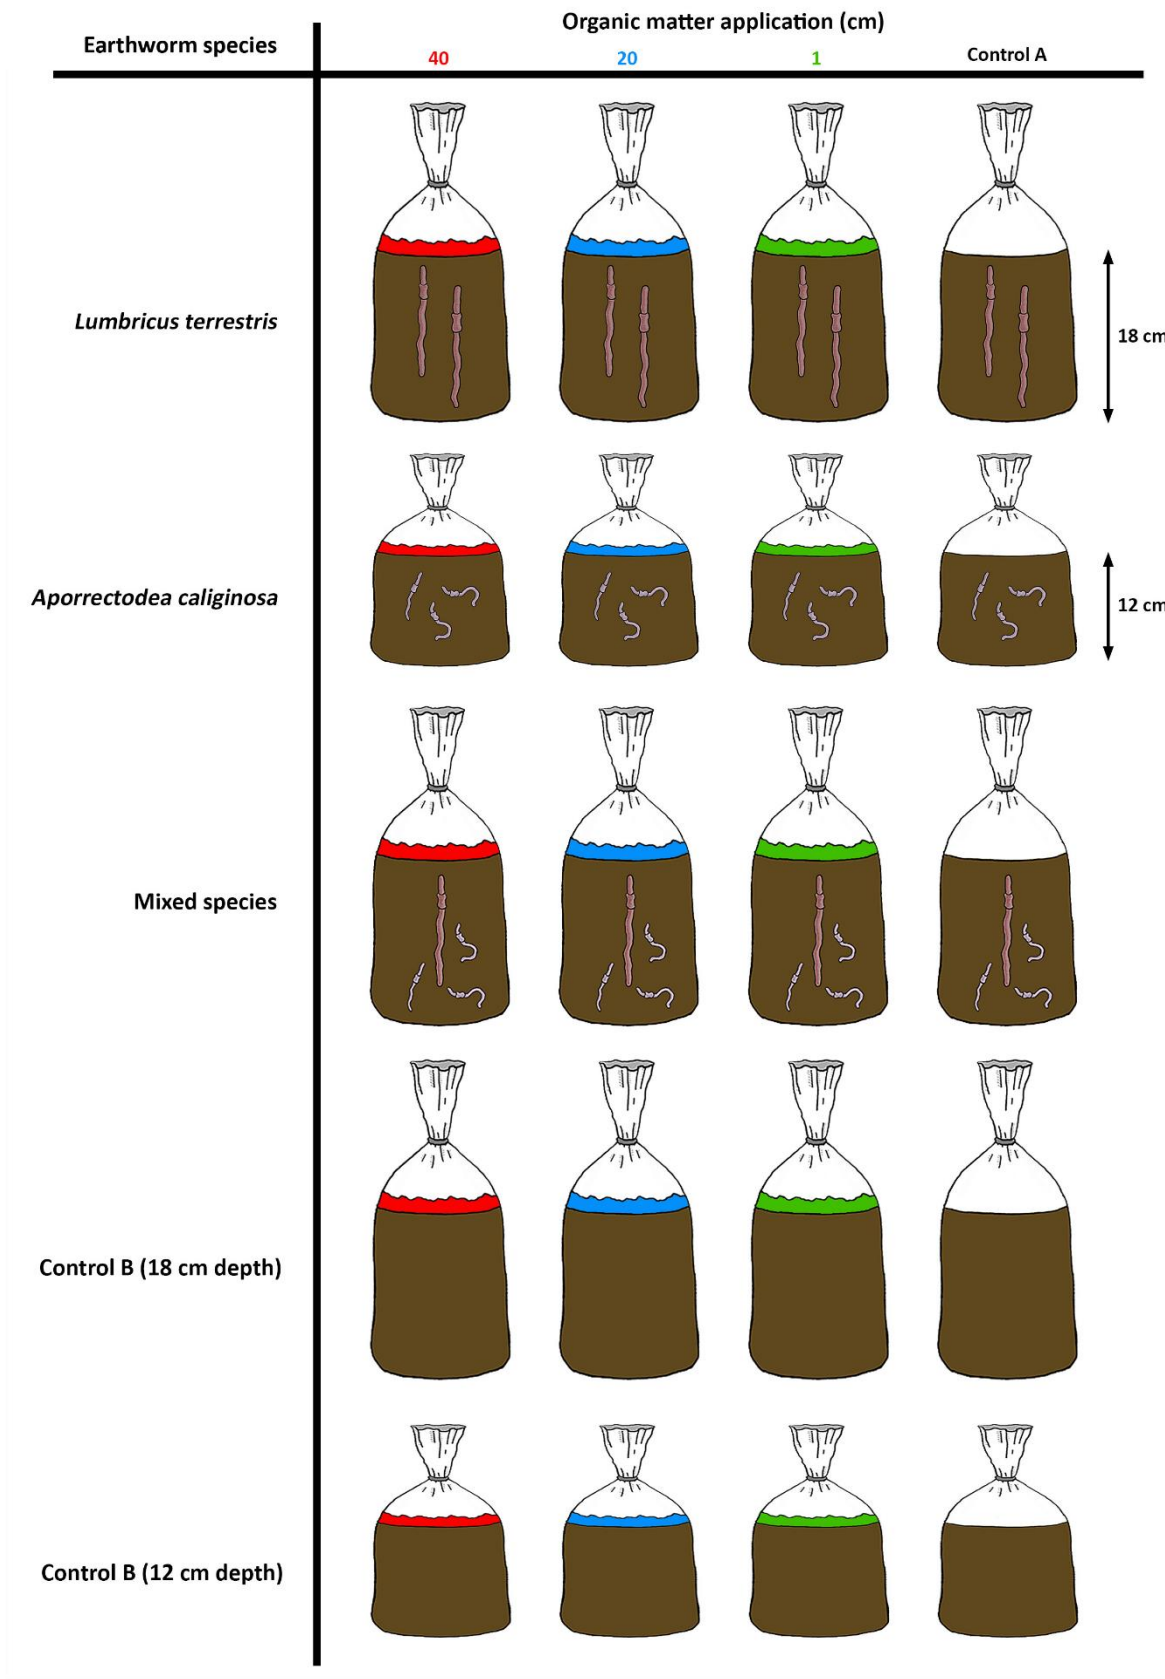 Organic matter application (cm)
Earthworm species
40 20 1 Control A
Lumbricus terrestris
18 cm
Aporrectodea caliginosa
12 cm
Mixed species
Control B (18 cm depth)
Control B (12 cm depth)